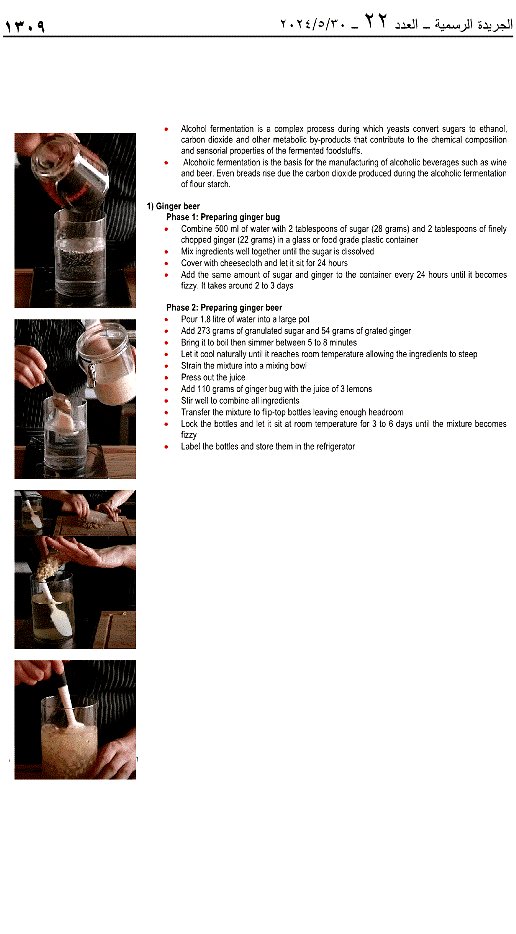 ١٣٠٩ الجريدة الرسمية – العدد ٢٢ – ٢٠٢٤/٥/٣٠
• Alcohol fermentation is a complex process during which yeasts convert sugars to ethanol,
carbon dioxide and other metabolic by-products that contribute to the chemical composition
and sensorial properties of the fermented foodstuffs.
• Alcoholic fermentation is the basis for the manufacturing of alcoholic beverages such as wine
and beer. Even breads rise due the carbon dioxide produced during the alcoholic fermentation
of flour starch.
1) Ginger beer
Phase 1: Preparing ginger bug
• Combine 500 ml of water with 2 tablespoons of sugar (28 grams) and 2 tablespoons of finely
chopped ginger (22 grams) in a glass or food grade plastic container
• Mix ingredients well together until the sugar is dissolved
• Cover with cheesecloth and let it sit for 24 hours
• Add the same amount of sugar and ginger to the container every 24 hours until it becomes
fizzy. It takes around 2 to 3 days
Phase 2: Preparing ginger beer
• Pour 1.8 litre of water into a large pot
• Add 273 grams of granulated sugar and 54 grams of grated ginger
• Bring it to boil then simmer between 5 to 8 minutes
• Let it cool naturally until it reaches room temperature allowing the ingredients to steep
• Strain the mixture into a mixing bowl
• Press out the juice
• Add 110 grams of ginger bug with the juice of 3 lemons
• Stir well to combine all ingredients
• Transfer the mixture to flip-top bottles leaving enough headroom
• Lock the bottles and let it sit at room temperature for 3 to 6 days until the mixture becomes
fizzy
• Label the bottles and store them in the refrigerator